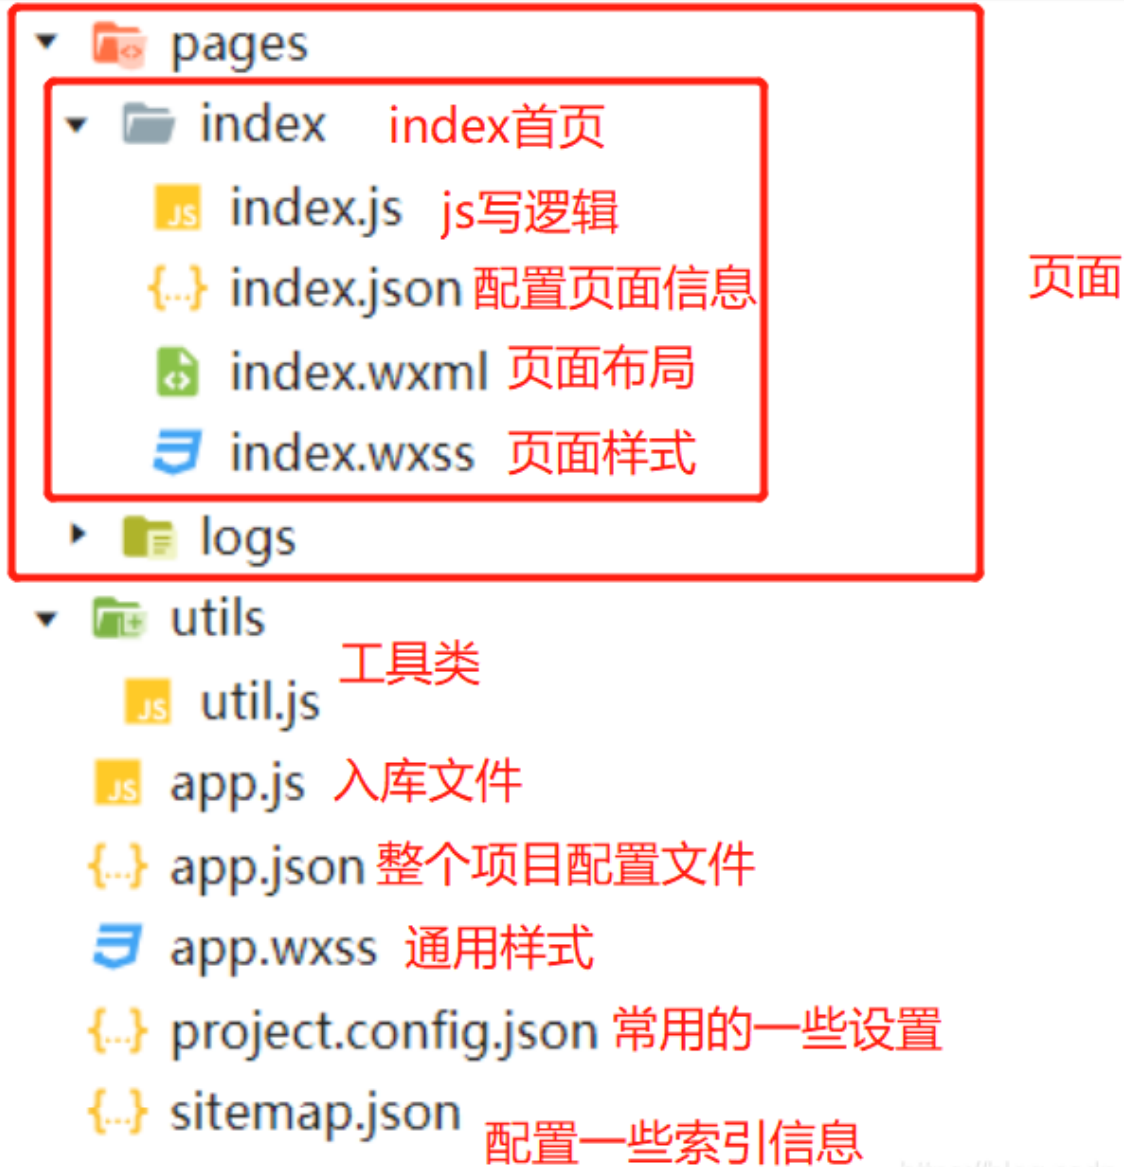 pages
index index首页
index.js js写逻辑
index.json 配置页面信息
index.wxml 页面布局
index.wxss 页面样式
页面
logs
utils
工具类
util.js
app.js 入库文件
app.json 整个项目配置文件
app.wxss 通用样式
project.config.json 常用的一些设置
sitemap.json
配置一些索引信息